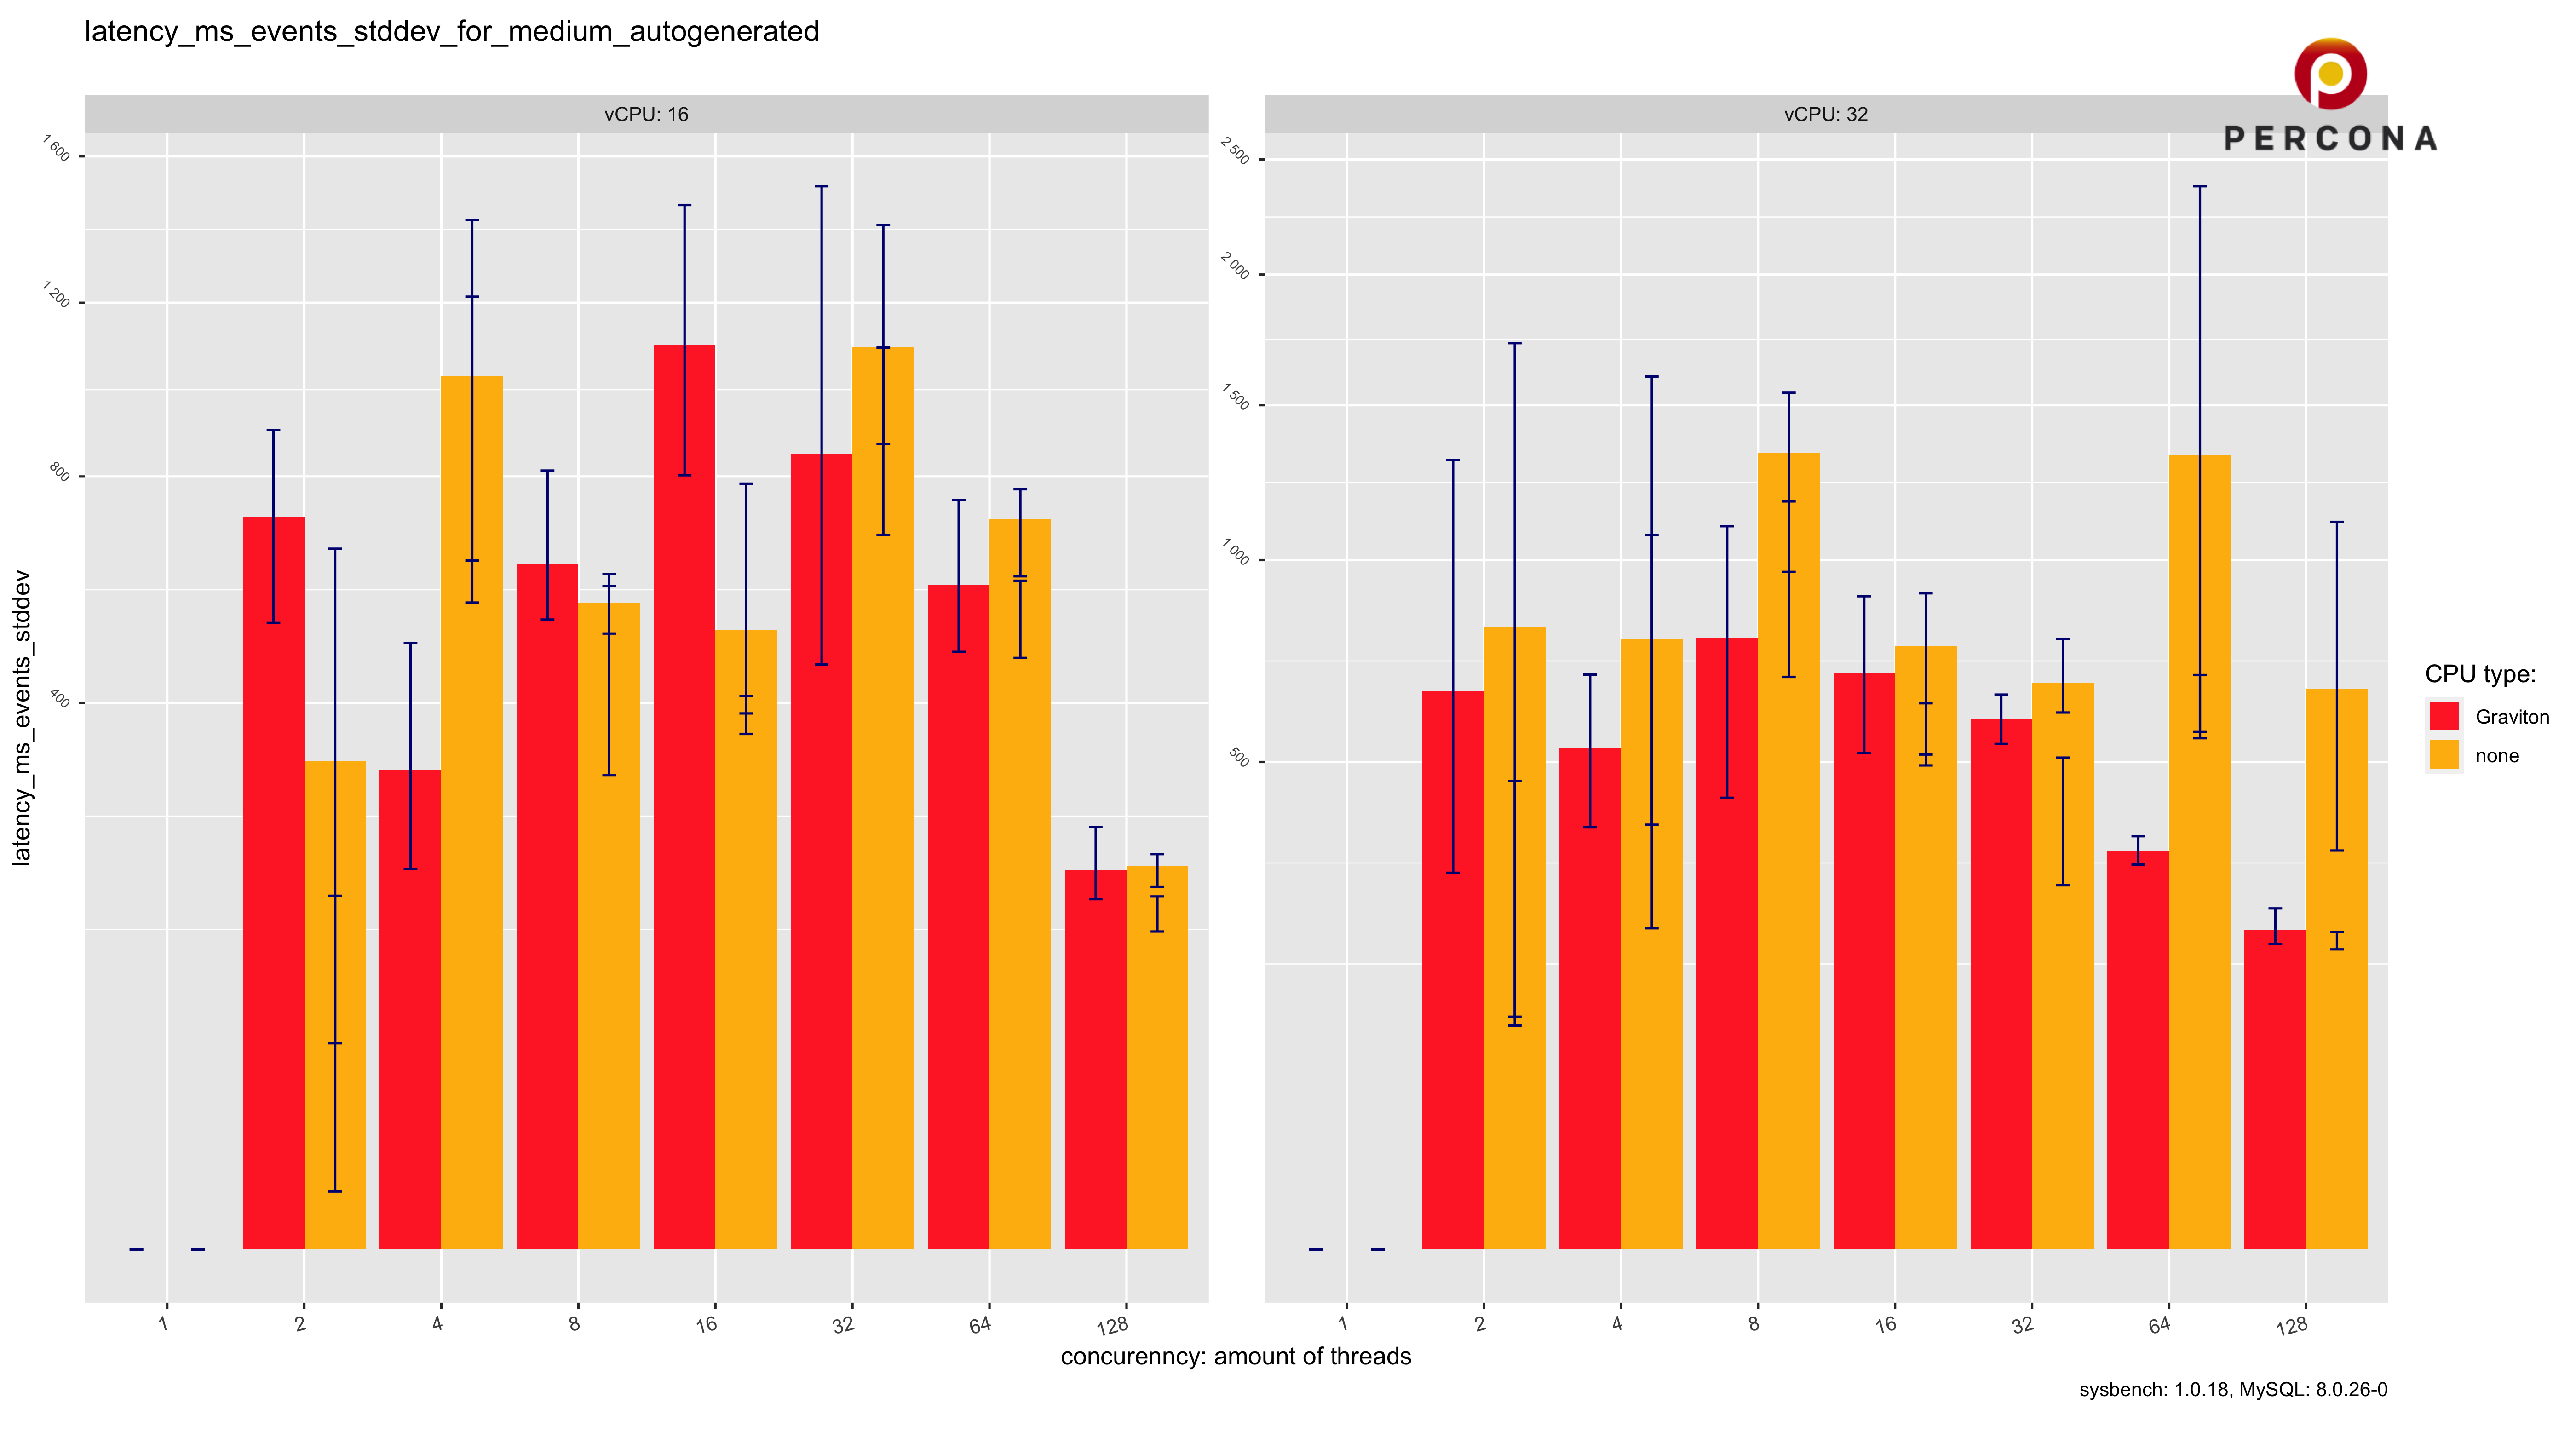 latency_ms_events_stddev_for_medium_autogenerated
PERCONA
vCPU: 16
vCPU: 32
latency_ms_events_stddev
1 600
1 200
800
400
2 500
2 000
1 500
1 000
500
1 2 4 8 16 32 64 128
1 2 4 8 16 32 64 128
concurenncy: amount of threads
CPU type:
Graviton
none
sysbench: 1.0.18, MySQL: 8.0.26-0